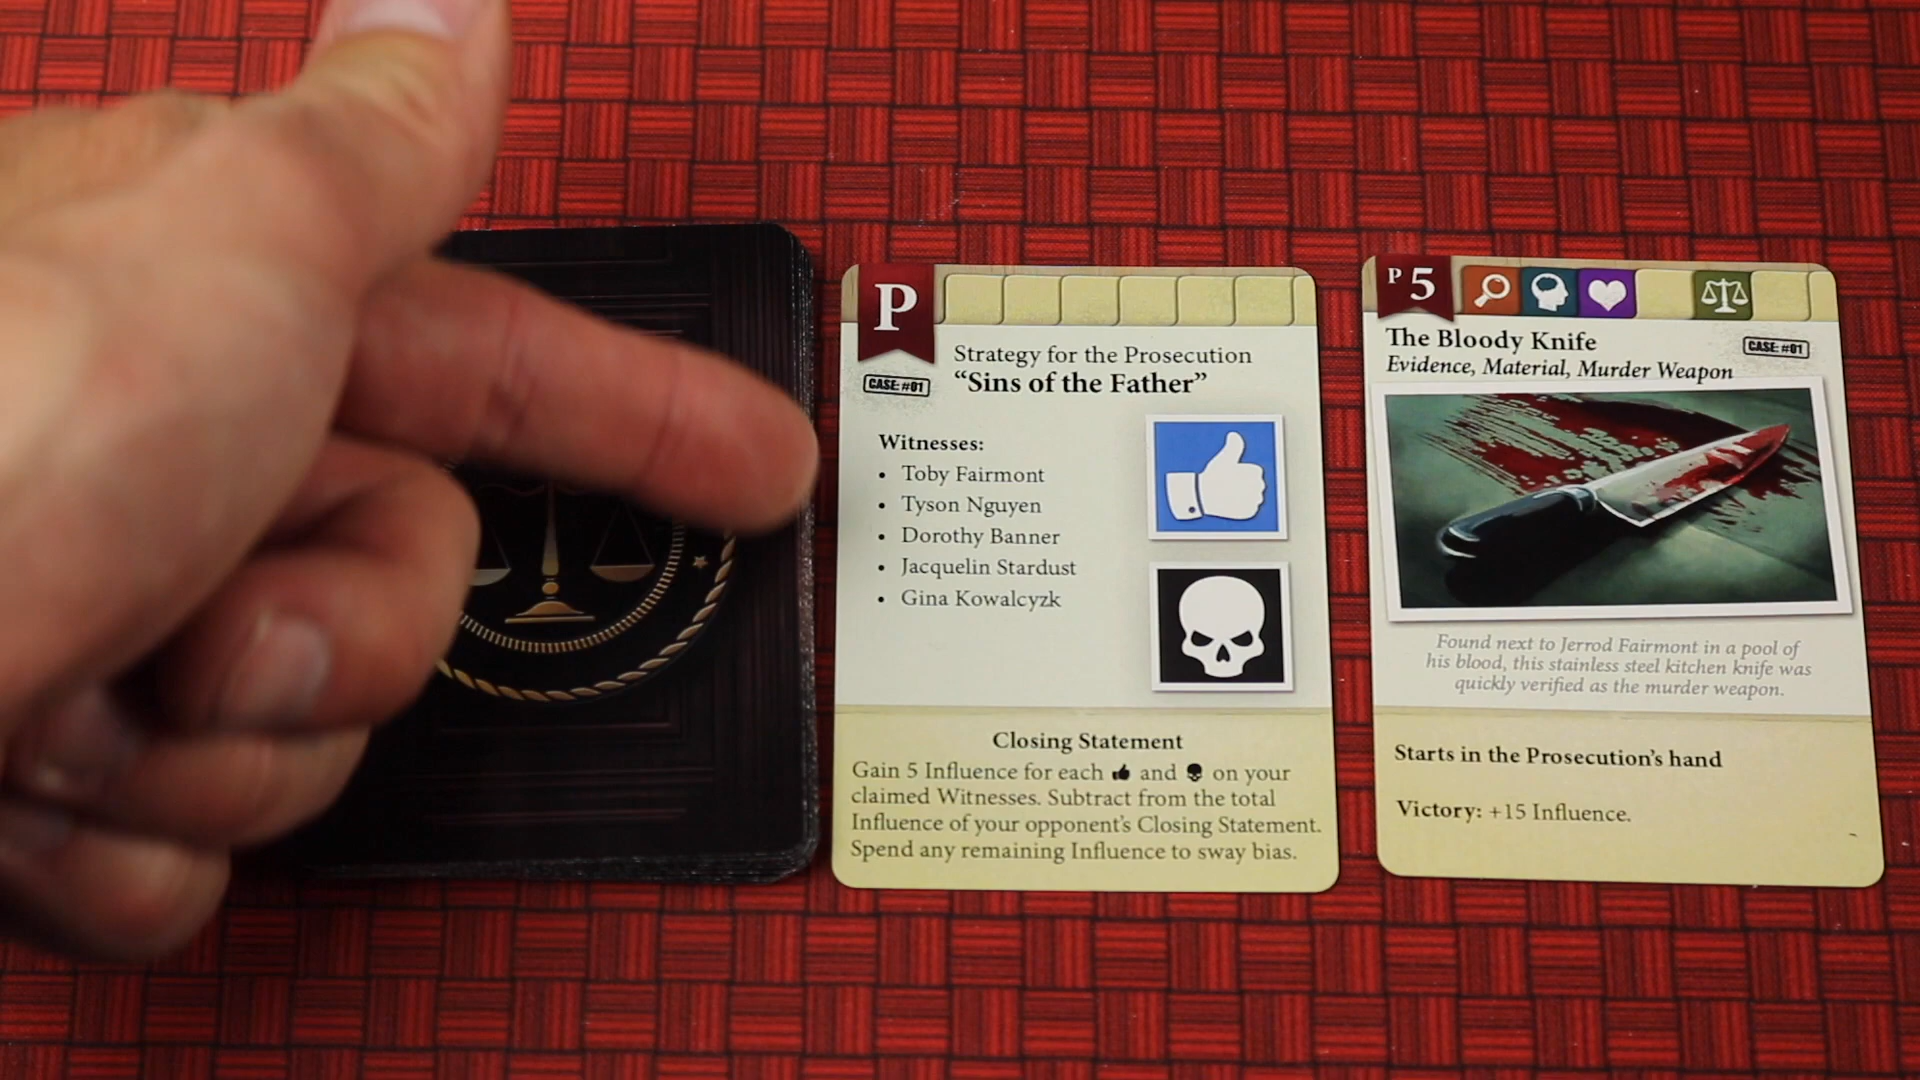 P
Strategy for the Prosecution
CASE: #01
“Sins of the Father”
Witnesses:
• Toby Fairmont
• Tyson Nguyen
• Dorothy Banner
• Jacquelin Stardust
• Gina Kowalcyzk
Closing Statement
Gain 5 Influence for each and on your
claimed Witnesses. Subtract from the total
Influence of your opponent's Closing Statement.
Spend any remaining Influence to sway bias.
P 5
The Bloody Knife
CASE: #01
Evidence, Material, Murder Weapon
Found next to Jerrod Fairmont in a pool of
his blood, this stainless steel kitchen knife was
quickly verified as the murder weapon.
Starts in the Prosecution's hand
Victory: +15 Influence.